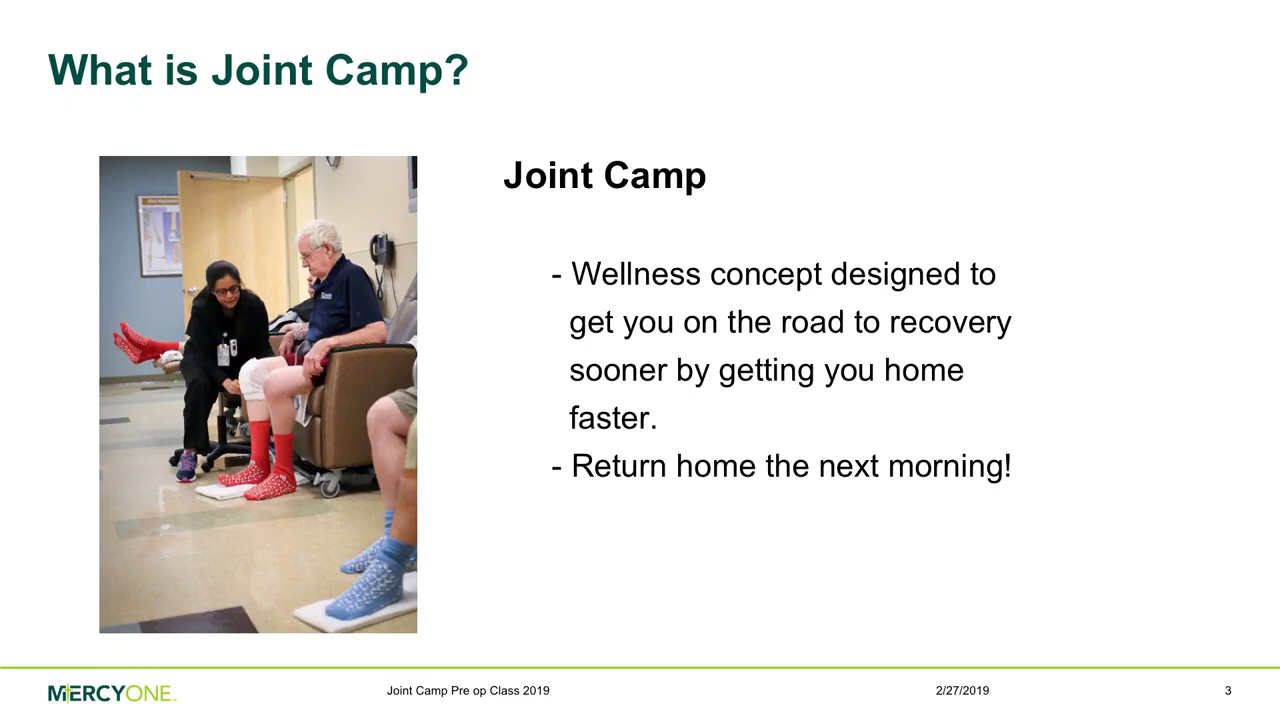 What is Joint Camp?
Joint Camp
- Wellness concept designed to
get you on the road to recovery
sooner by getting you home
faster.
- Return home the next morning!
MERCYONE
Joint Camp Pre op Class 2019
2/27/2019
3